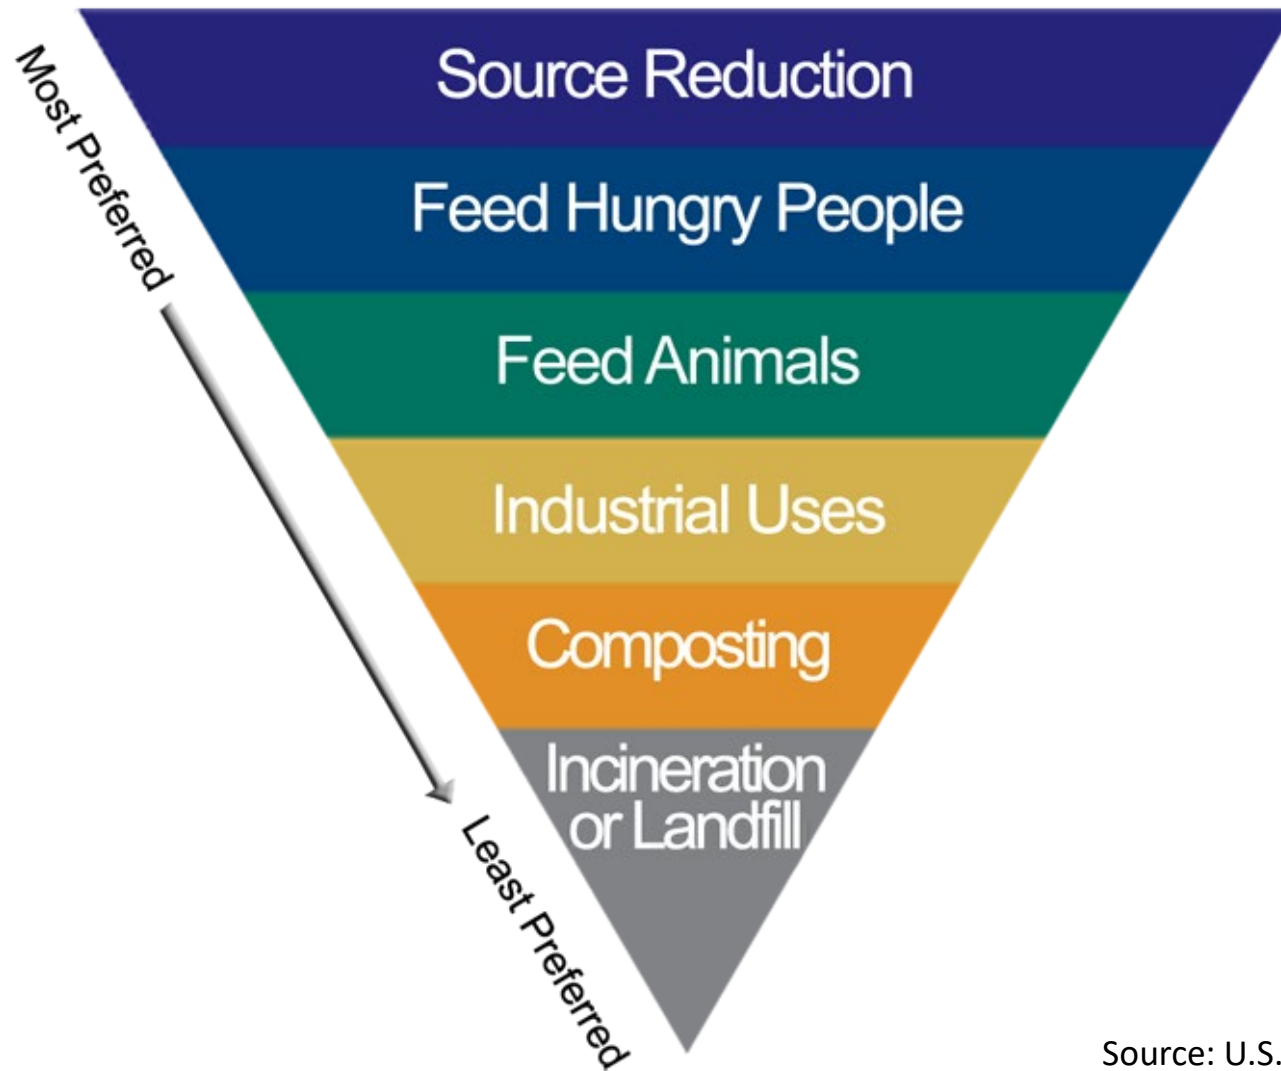 Most Preferred
Source Reduction
Feed Hungry People
Feed Animals
Industrial Uses
Composting
Incineration
or Landfill
Least Preferred
Source: U.S.